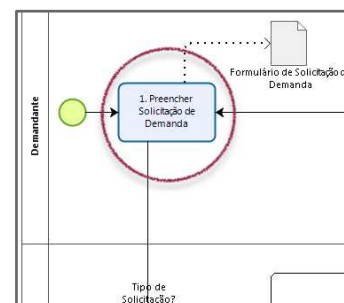 Formulário de Solicitação d
Demanda
1. Preencher
Solicitação de
Demanda
Demandante
Tipo de
Solicitação?